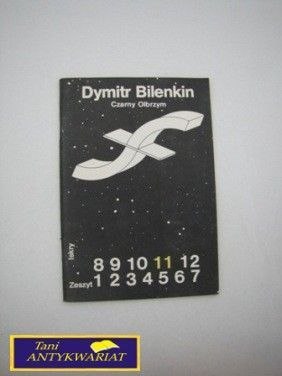 Dymitr Bilenkin
Czarny Olbrzym
Iskry
8 9 10 11 12
Zeszyt 1 2 3 4 5 6 7
Tani
ANTYKWARIAT